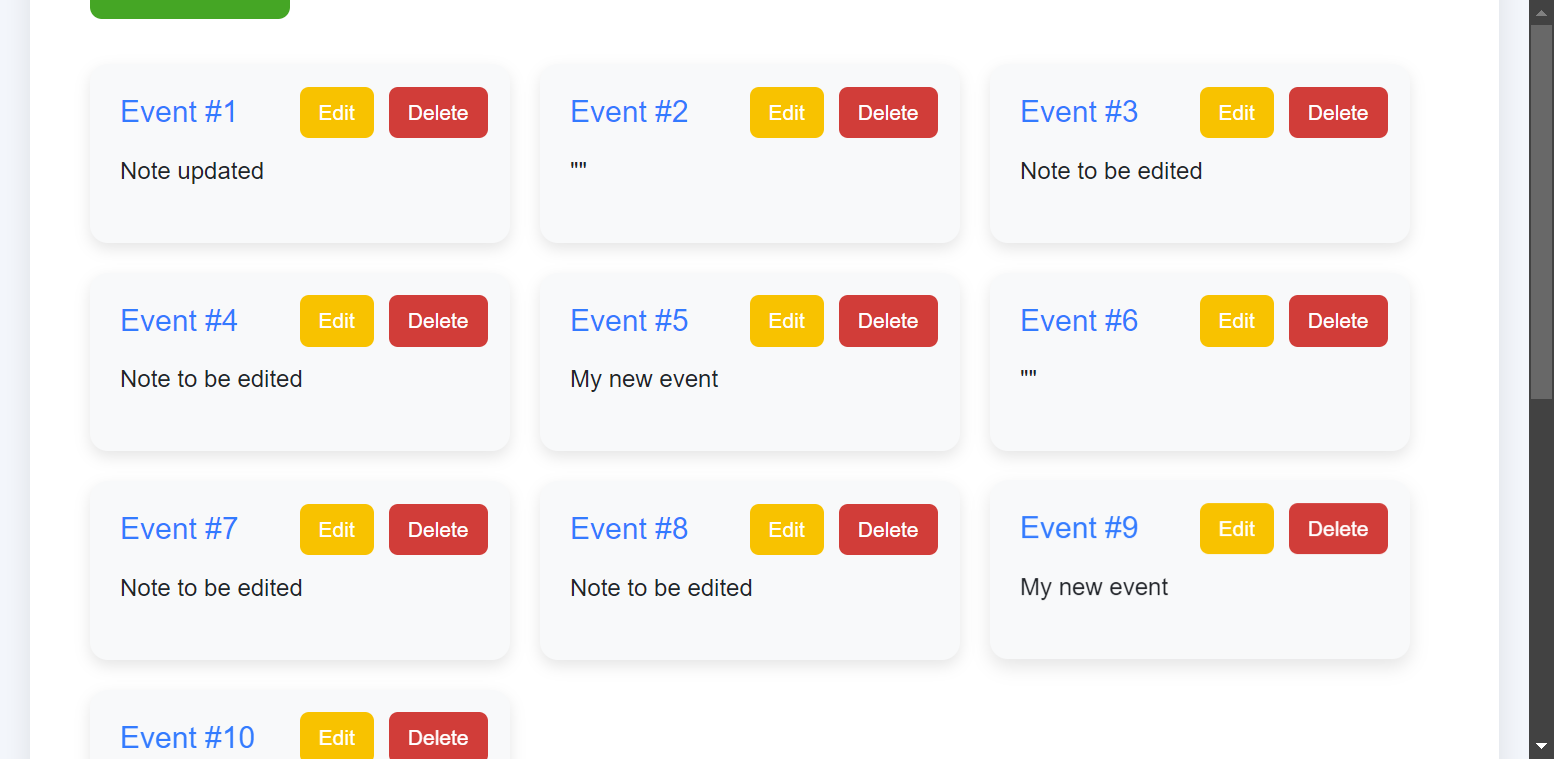 Event #1 Edit Delete
Note updated
Event #2 Edit Delete
""
Event #3 Edit Delete
Note to be edited
Event #4 Edit Delete
Note to be edited
Event #5 Edit Delete
My new event
Event #6 Edit Delete
""
Event #7 Edit Delete
Note to be edited
Event #8 Edit Delete
Note to be edited
Event #9 Edit Delete
My new event
Event #10 Edit Delete